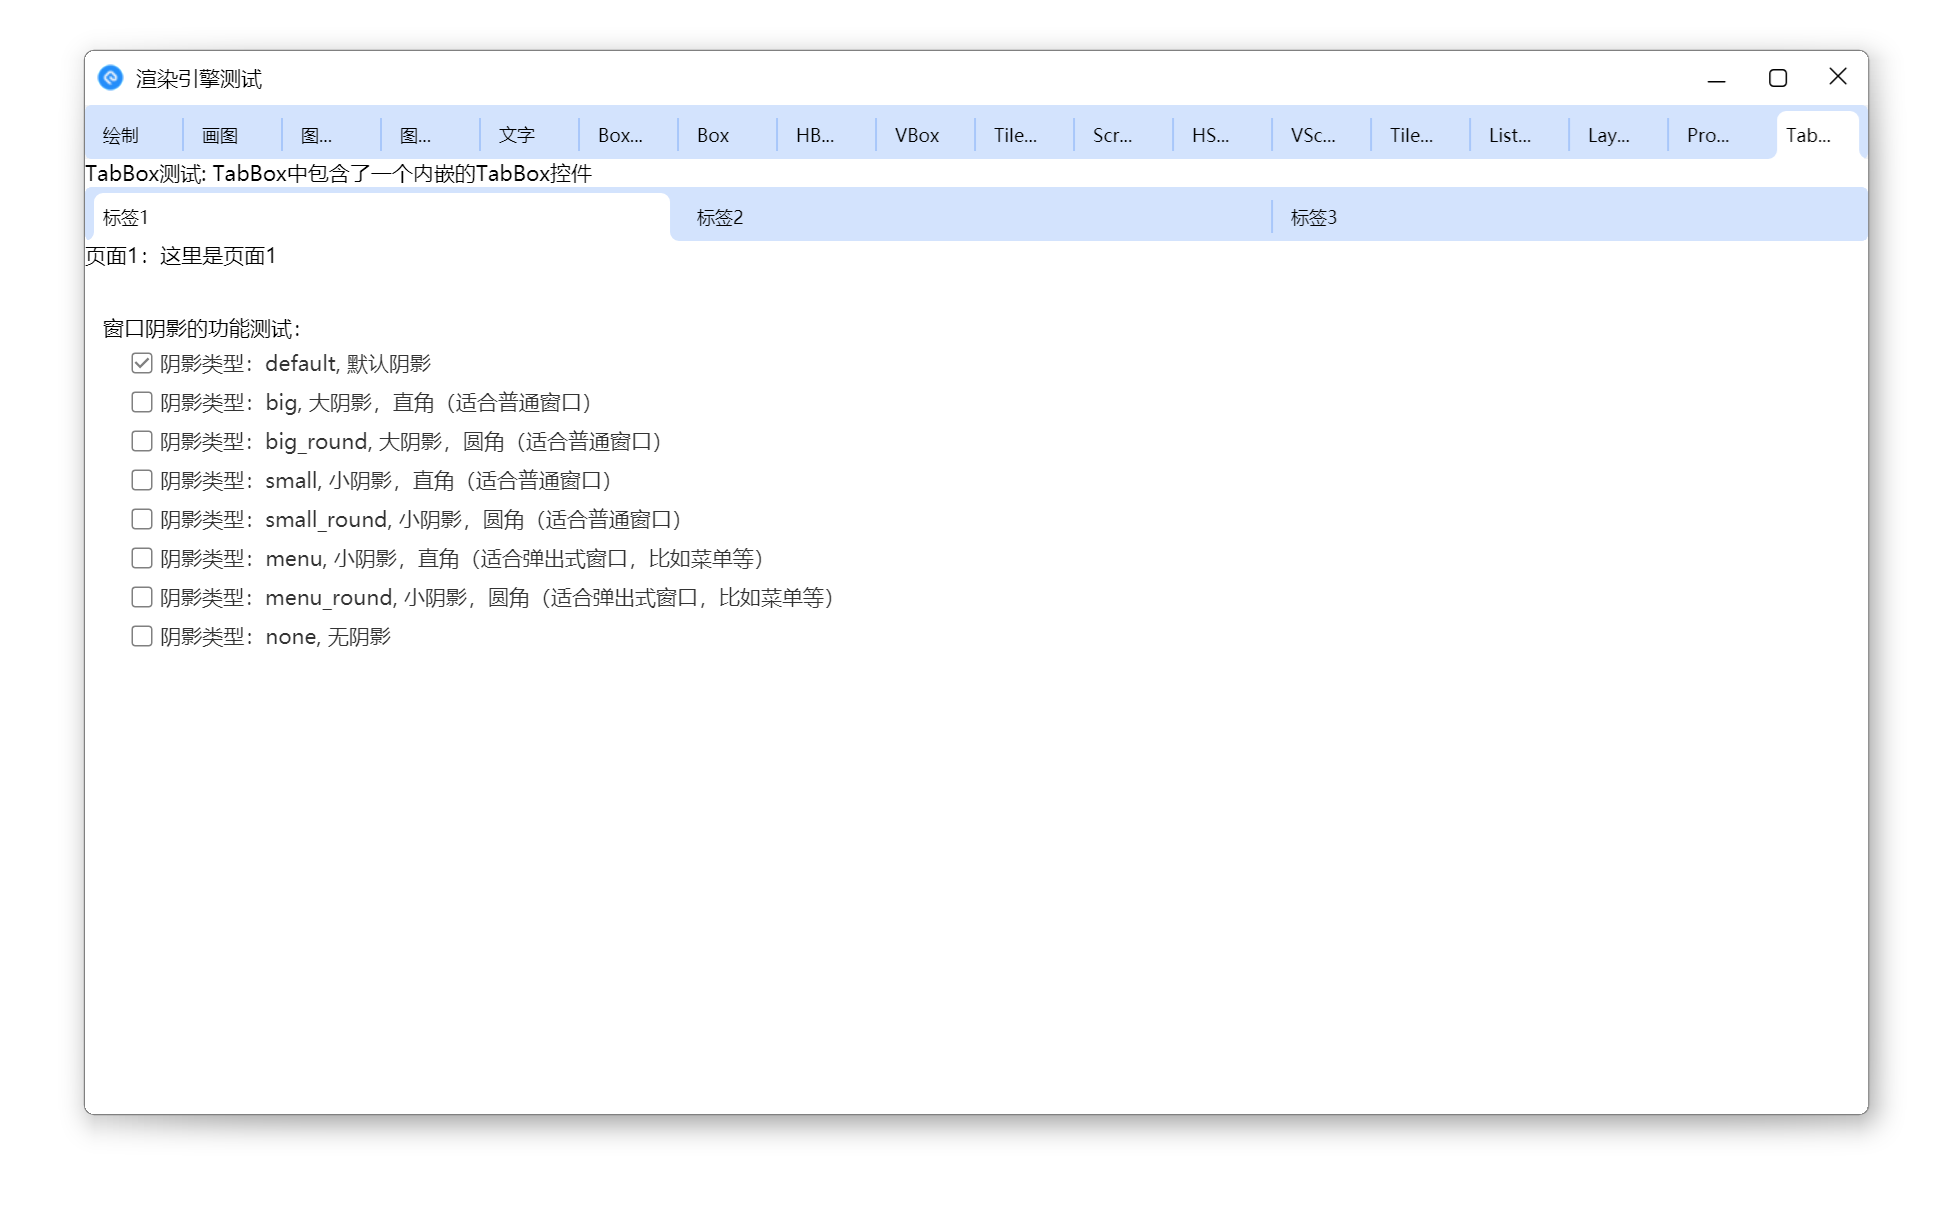 渲染引擎测试
绘制 画图 图... 图... 文字 Box... Box HB... VBox Tile... Scr... HS... VSc... Tile... List... Lay... Pro... Tab...
TabBox测试: TabBox中包含了一个内嵌的TabBox控件
标签1 标签2 标签3
页面1：这里是页面1
窗口阴影的功能测试：
阴影类型：default, 默认阴影
阴影类型：big, 大阴影，直角（适合普通窗口）
阴影类型：big_round, 大阴影，圆角（适合普通窗口）
阴影类型：small, 小阴影，直角（适合普通窗口）
阴影类型：small_round, 小阴影，圆角（适合普通窗口）
阴影类型：menu, 小阴影，直角（适合弹出式窗口，比如菜单等）
阴影类型：menu_round, 小阴影，圆角（适合弹出式窗口，比如菜单等）
阴影类型：none, 无阴影